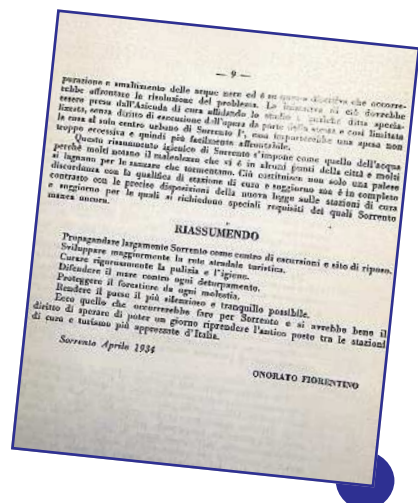 — 9 —
purazione e smaltimento delle acque nere ed è in questa direttiva che occorre-
rebbe affrontare la risoluzione del problema. La iniziativa di ciò dovrebbe
essere presa dall'Azienda di cura affidando lo studio a qualche ditta specia-
lizzata, senza diritto di esecuzione dell'opera da parte della stessa e così limitata
la cosa al solo centro urbano di Sorrento essa importerebbe una spesa non
troppo eccessiva e quindi più facilmente affrontabile.
Questo risanamento igienico di Sorrento s'impone come quello dell'acqua
perchè molti notano il malenlezzo che vi è in alcuni punti della città e molti
si lagnano per le zanzare che tormentano. Ciò costituisce non solo una palese
discordanza con la qualifica di stazione di cura e soggiorno ma è in completo
contrasto con le precise disposizioni della nuova legge sulle stazioni di cura
e soggiorno per le quali si richiedono speciali requisiti dei quali Sorrento
manca ancora.
RIASSUMENDO
Propagandare largamente Sorrento come centro di escursioni e sito di riposo.
Sviluppare maggiormente la rete stradale turistica.
Curare rigorosamente la pulizia e l'igiene.
Difendere il mare contro ogni deturpamento.
Proteggere il forestiero da ogni molestia.
Rendere il paese il più silenzioso e tranquillo possibile.
Ecco quello che occorrerebbe fare per Sorrento e si avrebbe bene il
diritto di sperare di poter un giorno riprendere l'antico posto tra le stazioni
di cura e turismo più apprezzate d'Italia.
Sorrento Aprile 1934
ONORATO FIORENTINO